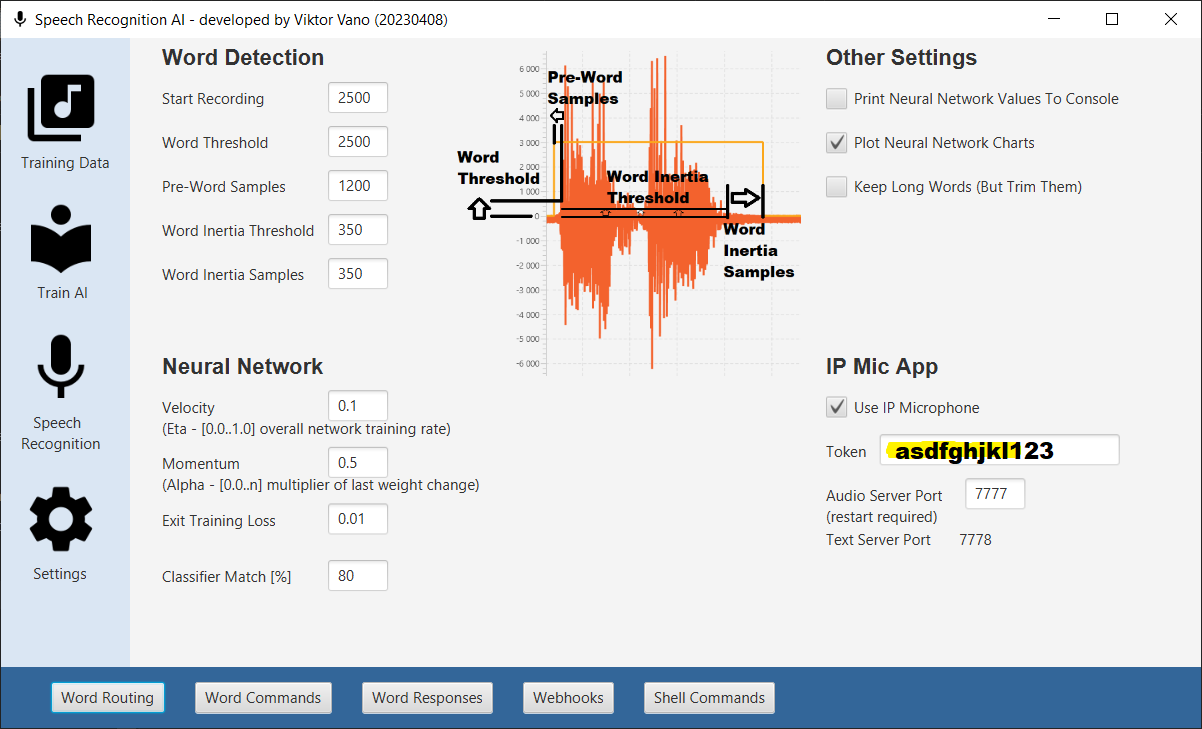 Speech Recognition AI - developed by Viktor Vano (20230408)
Training Data
Train AI
Speech
Recognition
Settings
Word Detection
Start Recording 2500
Word Threshold 2500
Pre-Word Samples 1200
Word Inertia Threshold 350
Word Inertia Samples 350
6 000
5 000
4 000
3 000
2 000
1 000
0
-1 000
-2 000
-3 000
-4 000
-5 000
-6 000
Pre-Word
Samples
Word
Threshold
Word Inertia
Threshold
Word
Inertia
Samples
Other Settings
Print Neural Network Values To Console
Plot Neural Network Charts
Keep Long Words (But Trim Them)
Neural Network
Velocity 0.1
(Eta - [0.0..1.0] overall network training rate)
Momentum 0.5
(Alpha - [0.0..n] multiplier of last weight change)
Exit Training Loss 0.01
Classifier Match [%] 80
IP Mic App
Use IP Microphone
Token asdfghjkl123
Audio Server Port 7777
(restart required)
Text Server Port 7778
Word Routing
Word Commands
Word Responses
Webhooks
Shell Commands